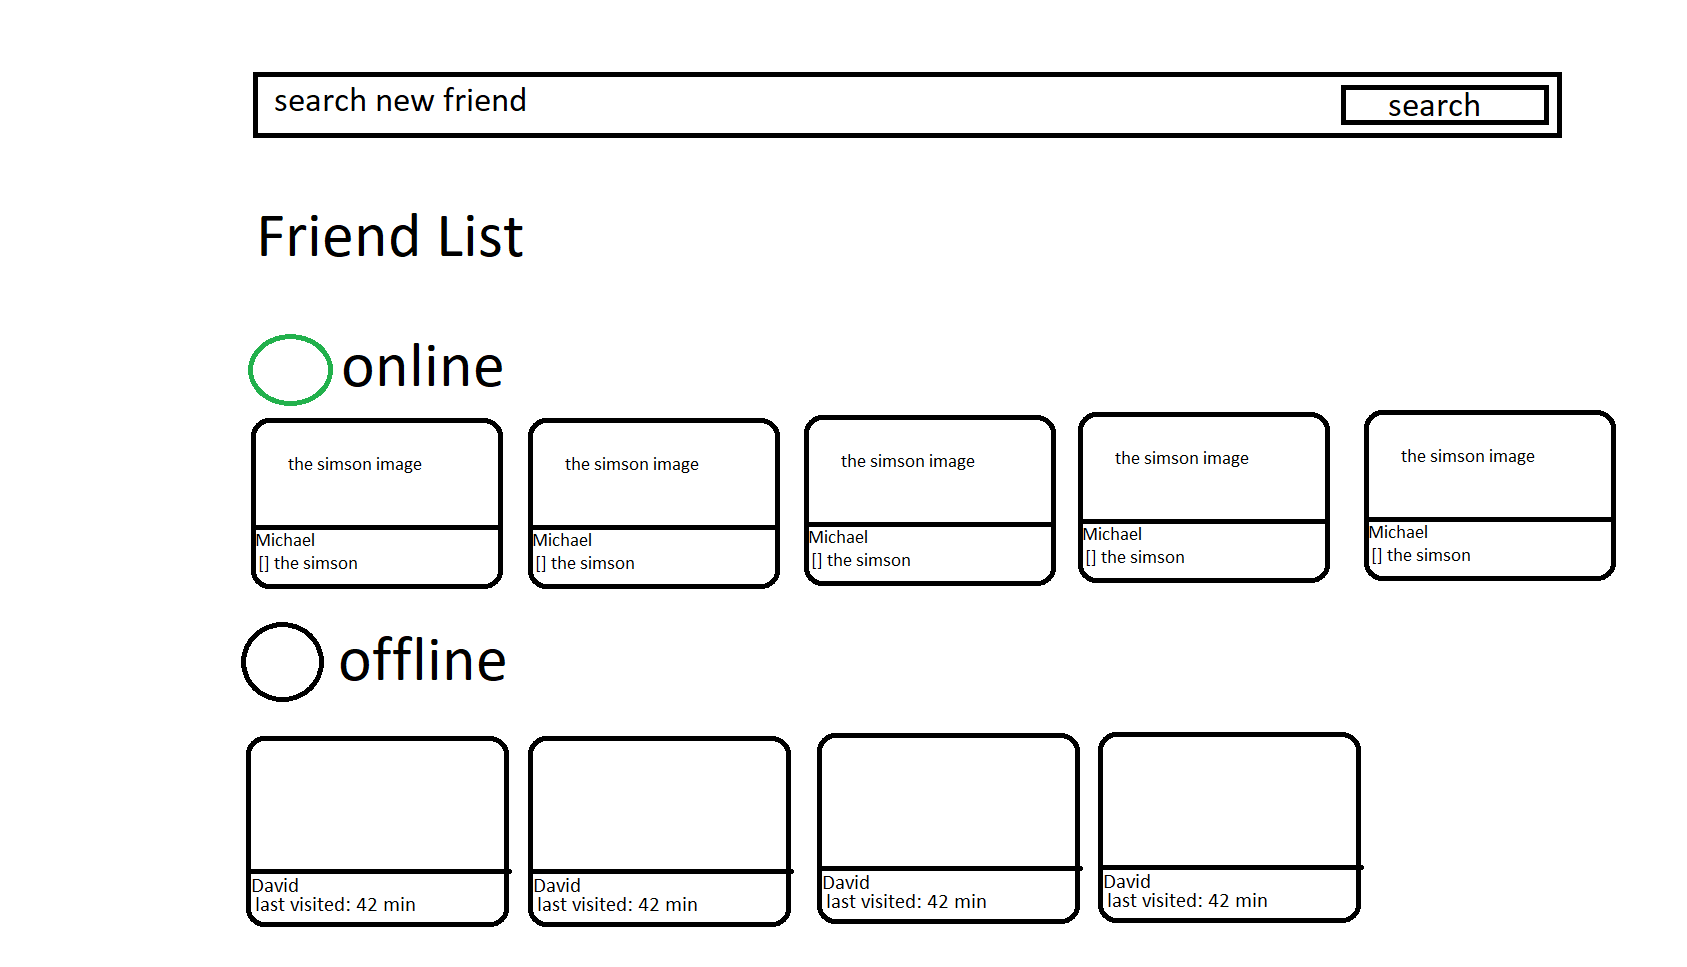 search new friend
search
Friend List
online
the simson image
the simson image
the simson image
the simson image
the simson image
Michael
[] the simson
Michael
[] the simson
Michael
[] the simson
Michael
[] the simson
Michael
[] the simson
offline
David
last visited: 42 min
David
last visited: 42 min
David
last visited: 42 min
David
last visited: 42 min